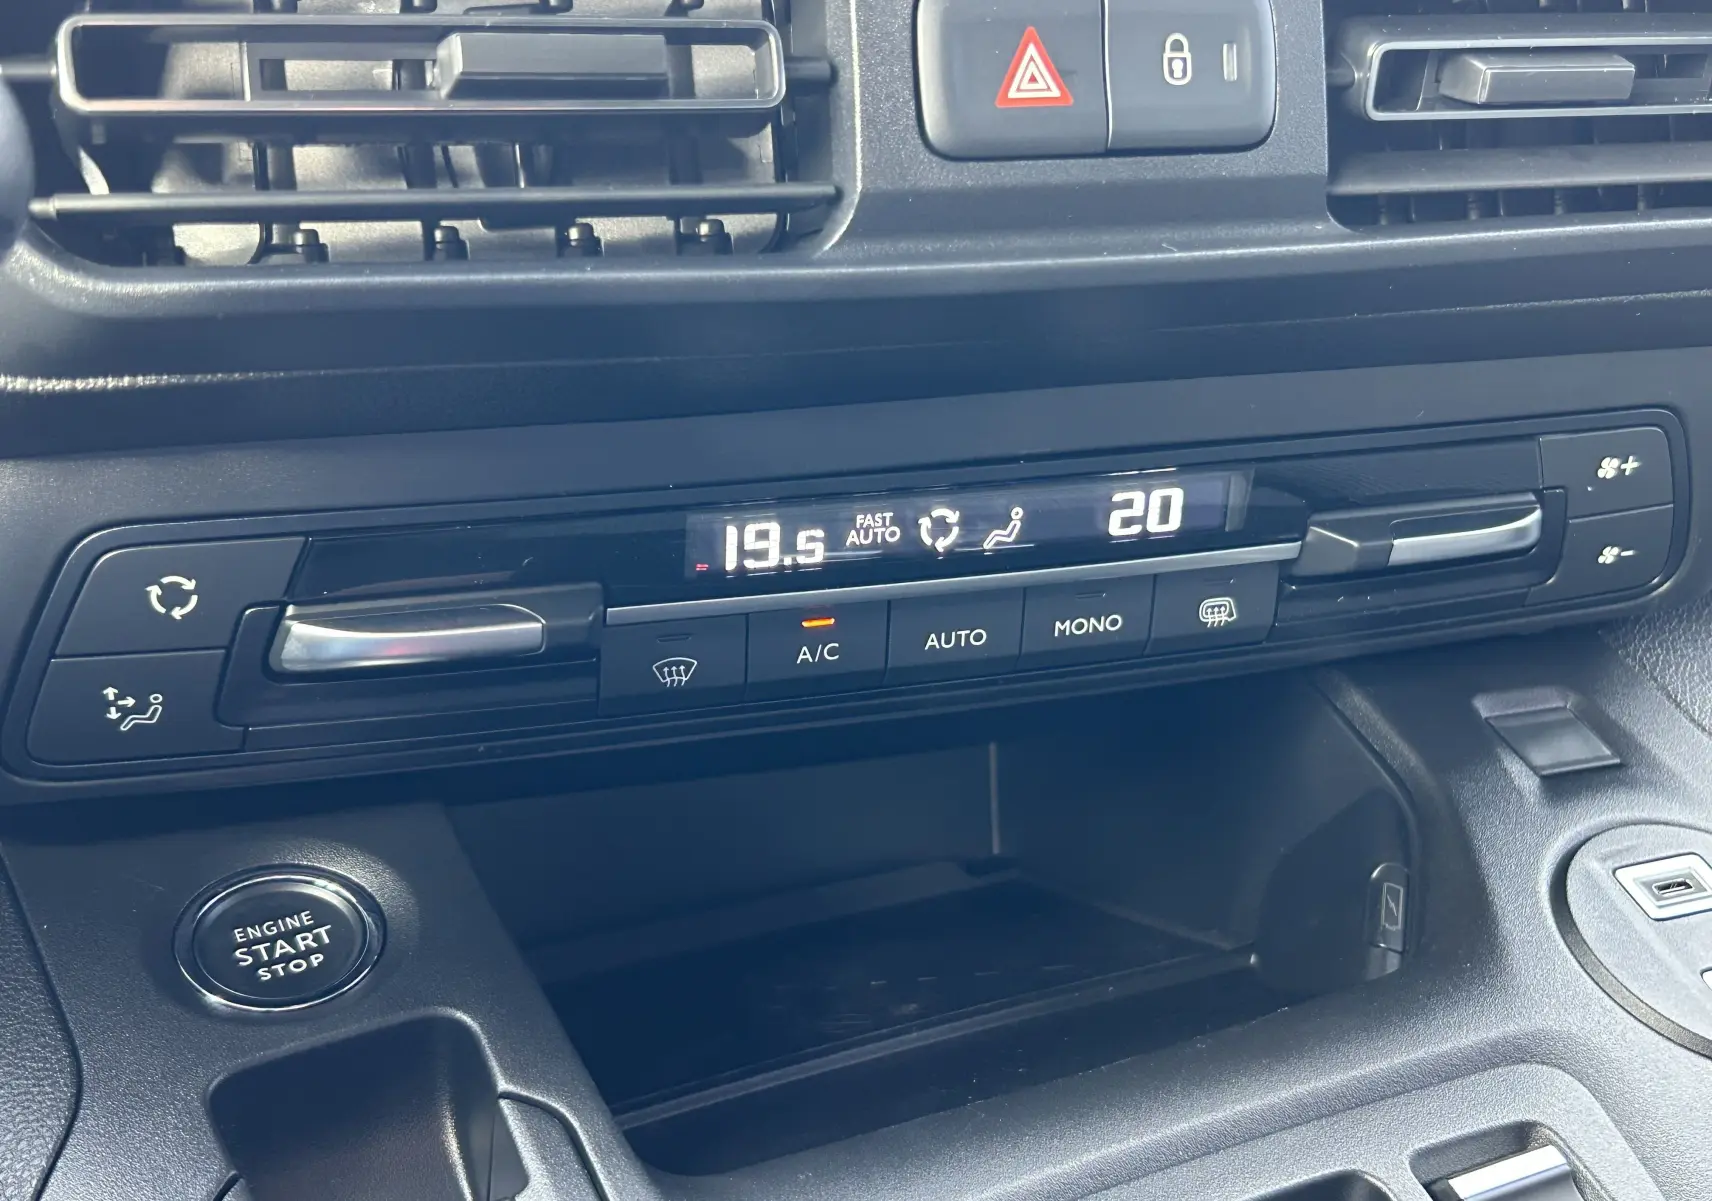 19.5 FAST AUTO 20
A/C AUTO MONO
ENGINE
START
STOP